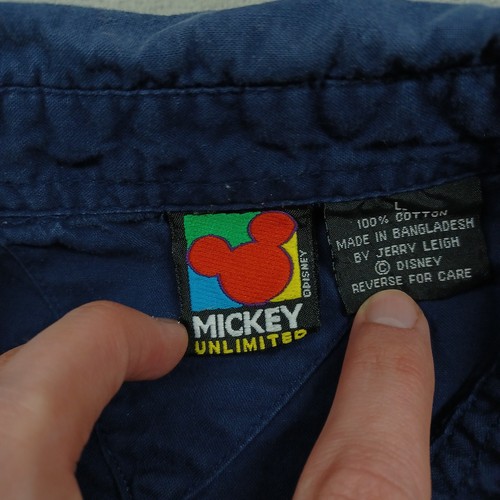 MICKEY
UNLIMITED
©DISNEY
L
100% COTTON
MADE IN BANGLADESH
BY JERRY LEIGH
© DISNEY
REVERSE FOR CARE